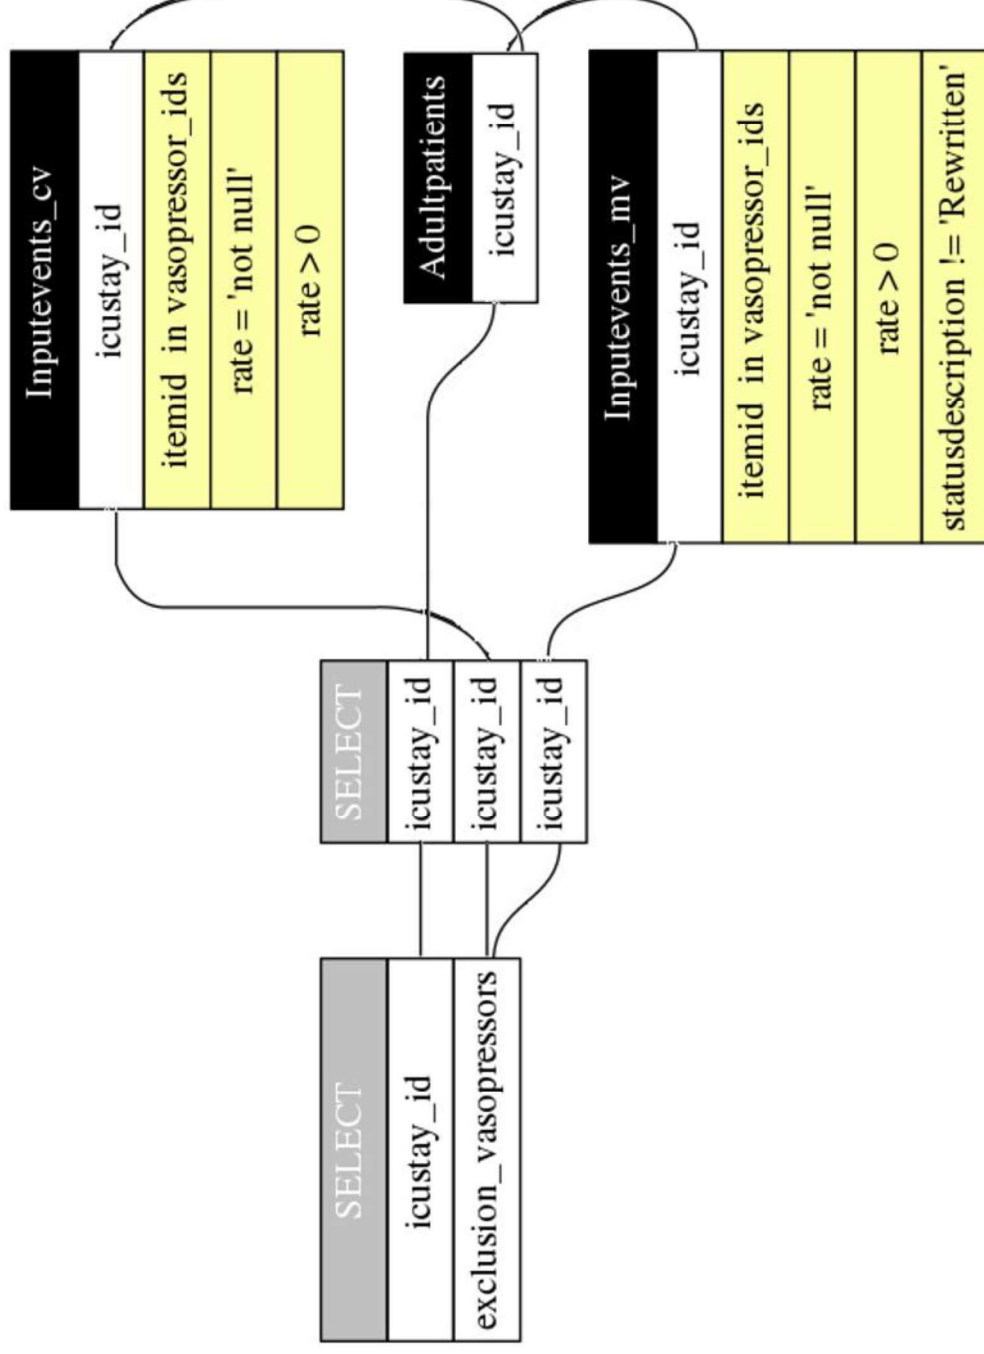 SELECT
icustay_id
exclusion_vasopressors
SELECT
icustay_id
icustay_id
icustay_id
Inputevents_cv
icustay_id
itemid in vasopressor_ids
rate = 'not null'
rate > 0
Adultpatients
icustay_id
Inputevents_mv
icustay_id
itemid in vasopressor_ids
rate = 'not null'
rate > 0
statusdescription != 'Rewritten'